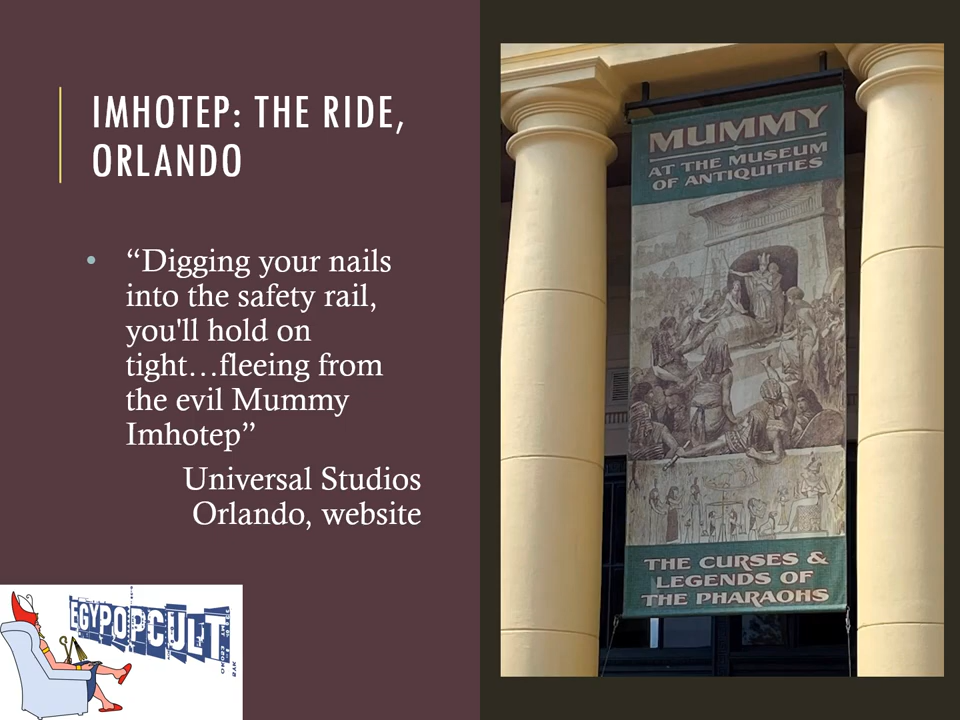 IMHOTEP: THE RIDE,
ORLANDO
• “Digging your nails
into the safety rail,
you'll hold on
tight…fleeing from
the evil Mummy
Imhotep”
Universal Studios
Orlando, website
EGYPOPCULT
MUMMY
AT THE MUSEUM
OF ANTIQUITIES
THE CURSES &
LEGENDS OF
THE PHARAOHS